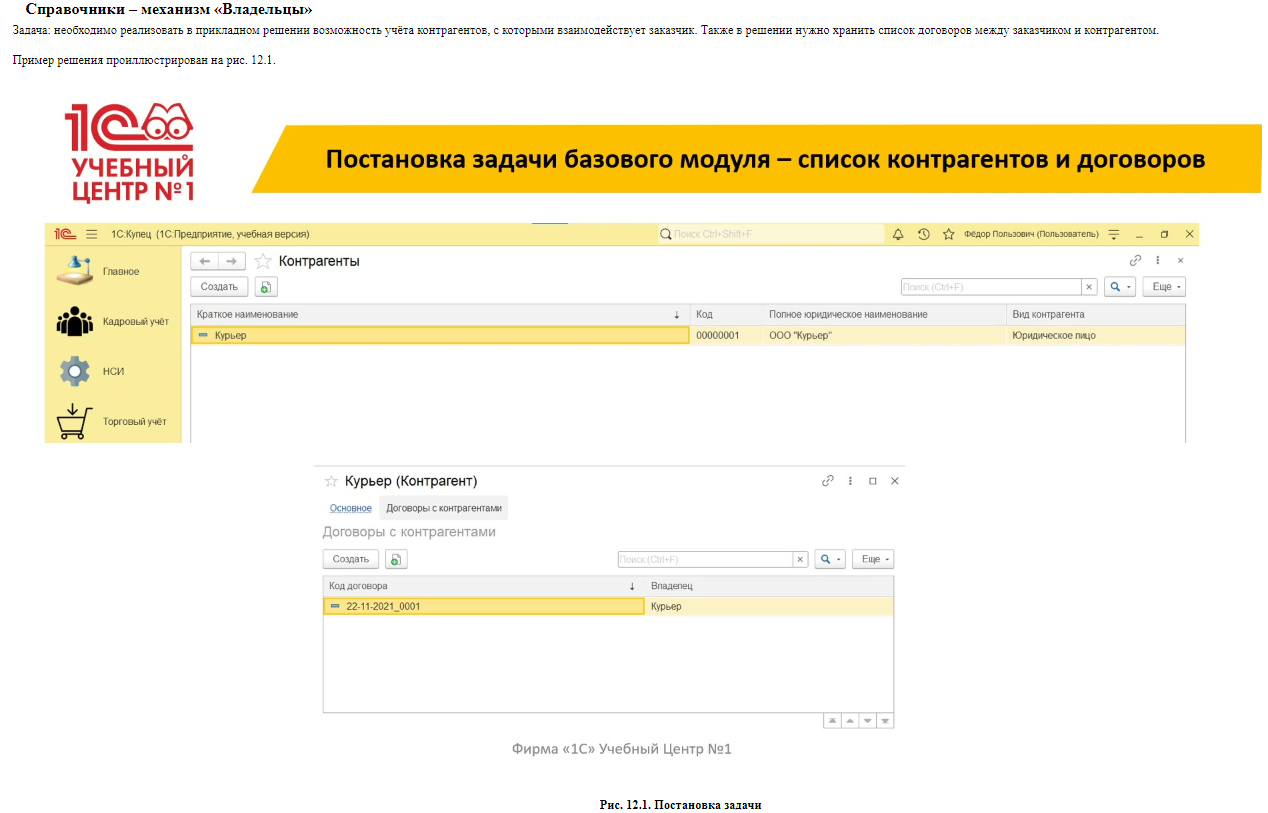 Справочники – механизм «Владельцы»
Задача: необходимо реализовать в прикладном решении возможность учёта контрагентов, с которыми взаимодействует заказчик. Также в решении нужно хранить список договоров между заказчиком и контрагентом.
Пример решения проиллюстрирован на рис. 12.1.
1С
УЧЕБНЫЙ
ЦЕНТР №1
Постановка задачи базового модуля – список контрагентов и договоров
1С 1С:Купец (1С:Предприятие, учебная версия) Поиск Ctrl+Shift+F Фёдор Пользович (Пользователь)
Главное
Кадровый учёт
НСИ
Торговый учёт
Контрагенты
Создать Поиск (Ctrl+F) × Еще
Краткое наименование ↓ Код Полное юридическое наименование Вид контрагента
Курьер 00000001 ООО "Курьер" Юридическое лицо
Курьер (Контрагент)
Основное Договоры с контрагентами
Договоры с контрагентами
Создать Поиск (Ctrl+F) × Еще
Код договора ↓ Владелец
22-11-2021_0001 Курьер
Фирма «1С» Учебный Центр №1
Рис. 12.1. Постановка задачи